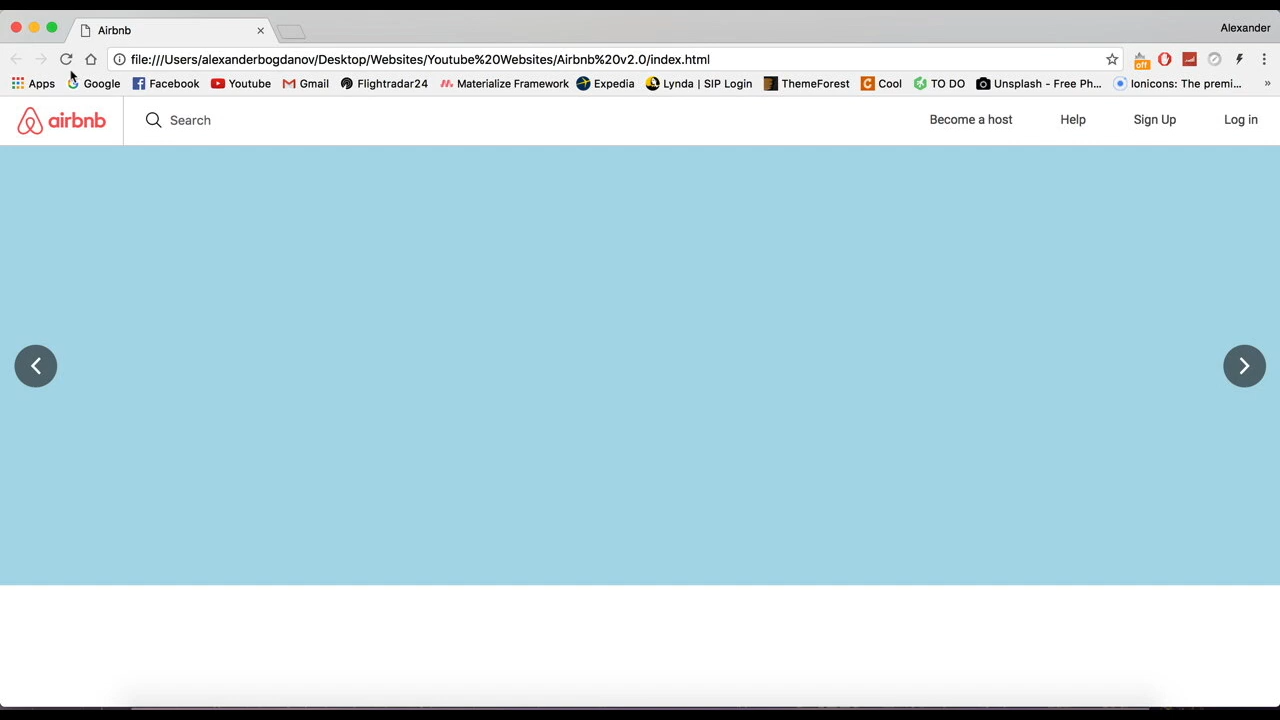 Airbnb
Alexander
file:///Users/alexanderbogdanov/Desktop/Websites/Youtube%20Websites/Airbnb%20v2.0/index.html
Apps Google Facebook Youtube Gmail Flightradar24 Materialize Framework Expedia Lynda | SIP Login ThemeForest Cool TO DO Unsplash - Free Ph... Ionicons: The premi... »
off
airbnb Search Become a host Help Sign Up Log in